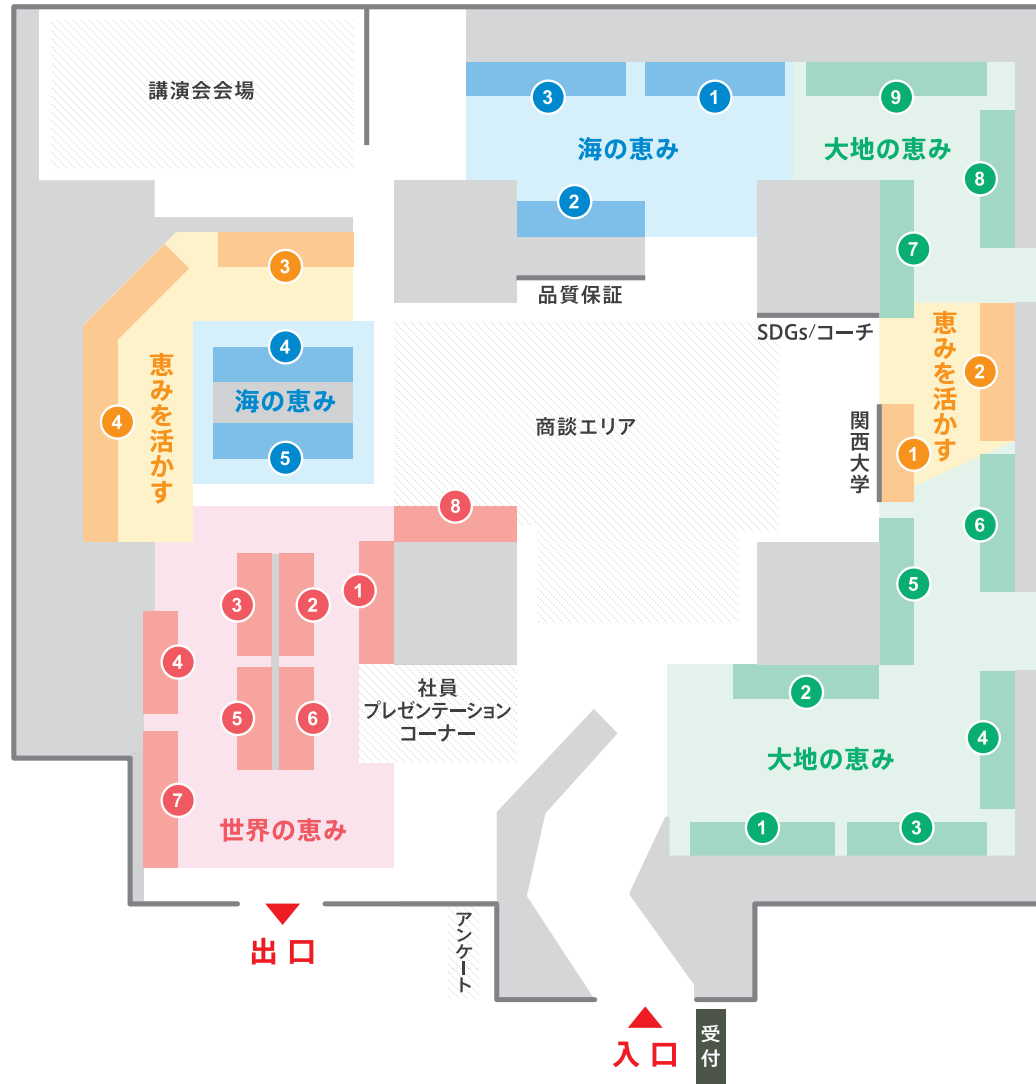 講演会会場
3
1
9
海の恵み
大地の恵み
8
2
7
3
品質保証
SDGs/コーチ
4
海の恵み
5
恵みを活かす
4
商談エリア
恵みを活かす
2
関西大学
1
6
8
5
1
3
2
4
5
6
7
世界の恵み
社員
プレゼンテーション
コーナー
2
4
大地の恵み
1
3
出口
アンケート
入口
受付